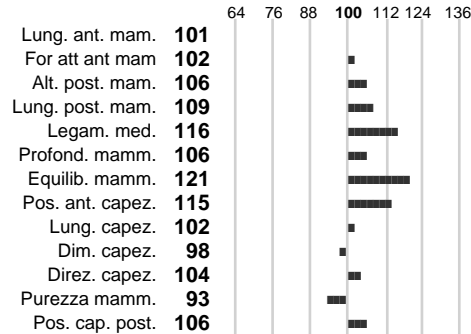 64 76 88 100 112 124 136
Lung. ant. mam. 101
For att ant mam 102
Alt. post. mam. 106
Lung. post. mam. 109
Legam. med. 116
Profond. mamm. 106
Equilib. mamm. 121
Pos. ant. capez. 115
Lung. capez. 102
Dim. capez. 98
Direz. capez. 104
Purezza mamm. 93
Pos. cap. post. 106